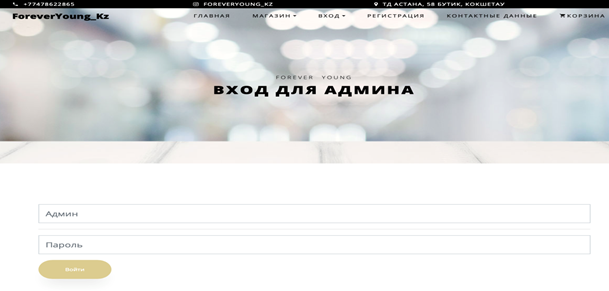 +77478622865 FOREVERYOUNG_KZ ТД АСТАНА, 58 БУТИК, КОКШЕТАУ
ForeverYoung_Kz ГЛАВНАЯ МАГАЗИН ВХОД РЕГИСТРАЦИЯ КОНТАКТНЫЕ ДАННЫЕ КОРЗИНА
FOREVER YOUNG
ВХОД ДЛЯ АДМИНА
Админ
Пароль
Войти